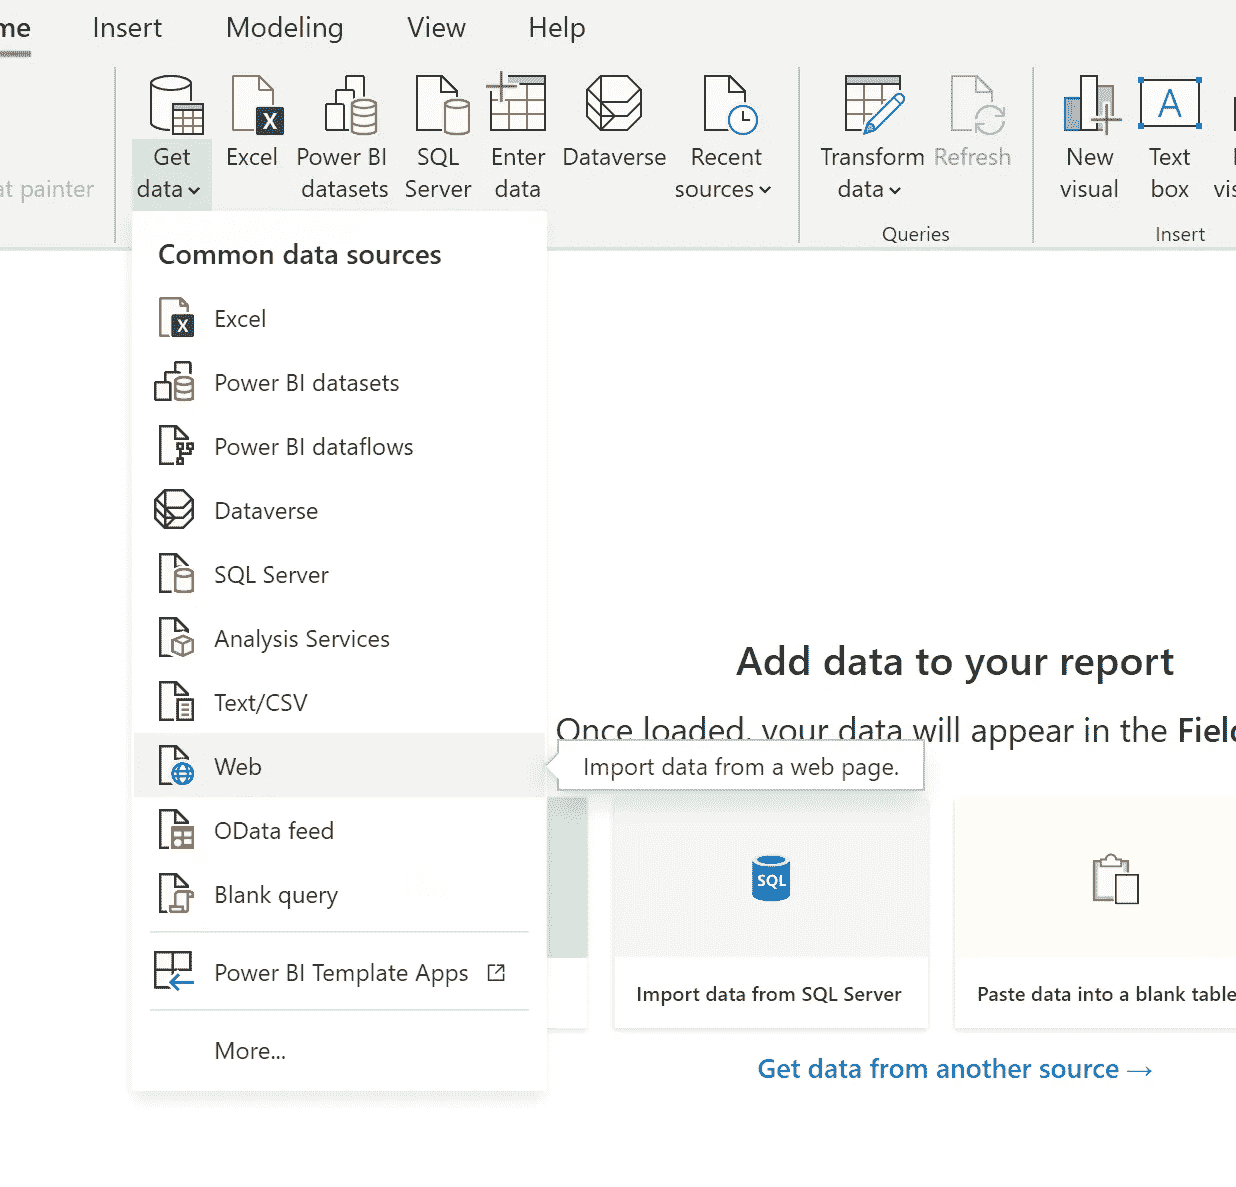 me Insert Modeling View Help
at painter
Get data
Excel
Power BI datasets
SQL Server
Enter data
Dataverse
Recent sources
Transform data
Refresh
Queries
New visual
Text box
vis
Insert
Common data sources
Excel
Power BI datasets
Power BI dataflows
Dataverse
SQL Server
Analysis Services
Text/CSV
Web
OData feed
Blank query
Power BI Template Apps
More...
Import data from a web page.
Add data to your report
Once loaded, your data will appear in the Field
SQL
Import data from SQL Server
Paste data into a blank table
Get data from another source →